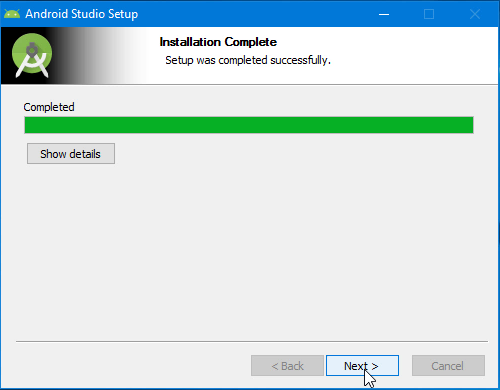 Android Studio Setup
Installation Complete
Setup was completed successfully.
Completed
Show details
< Back
Next >
Cancel